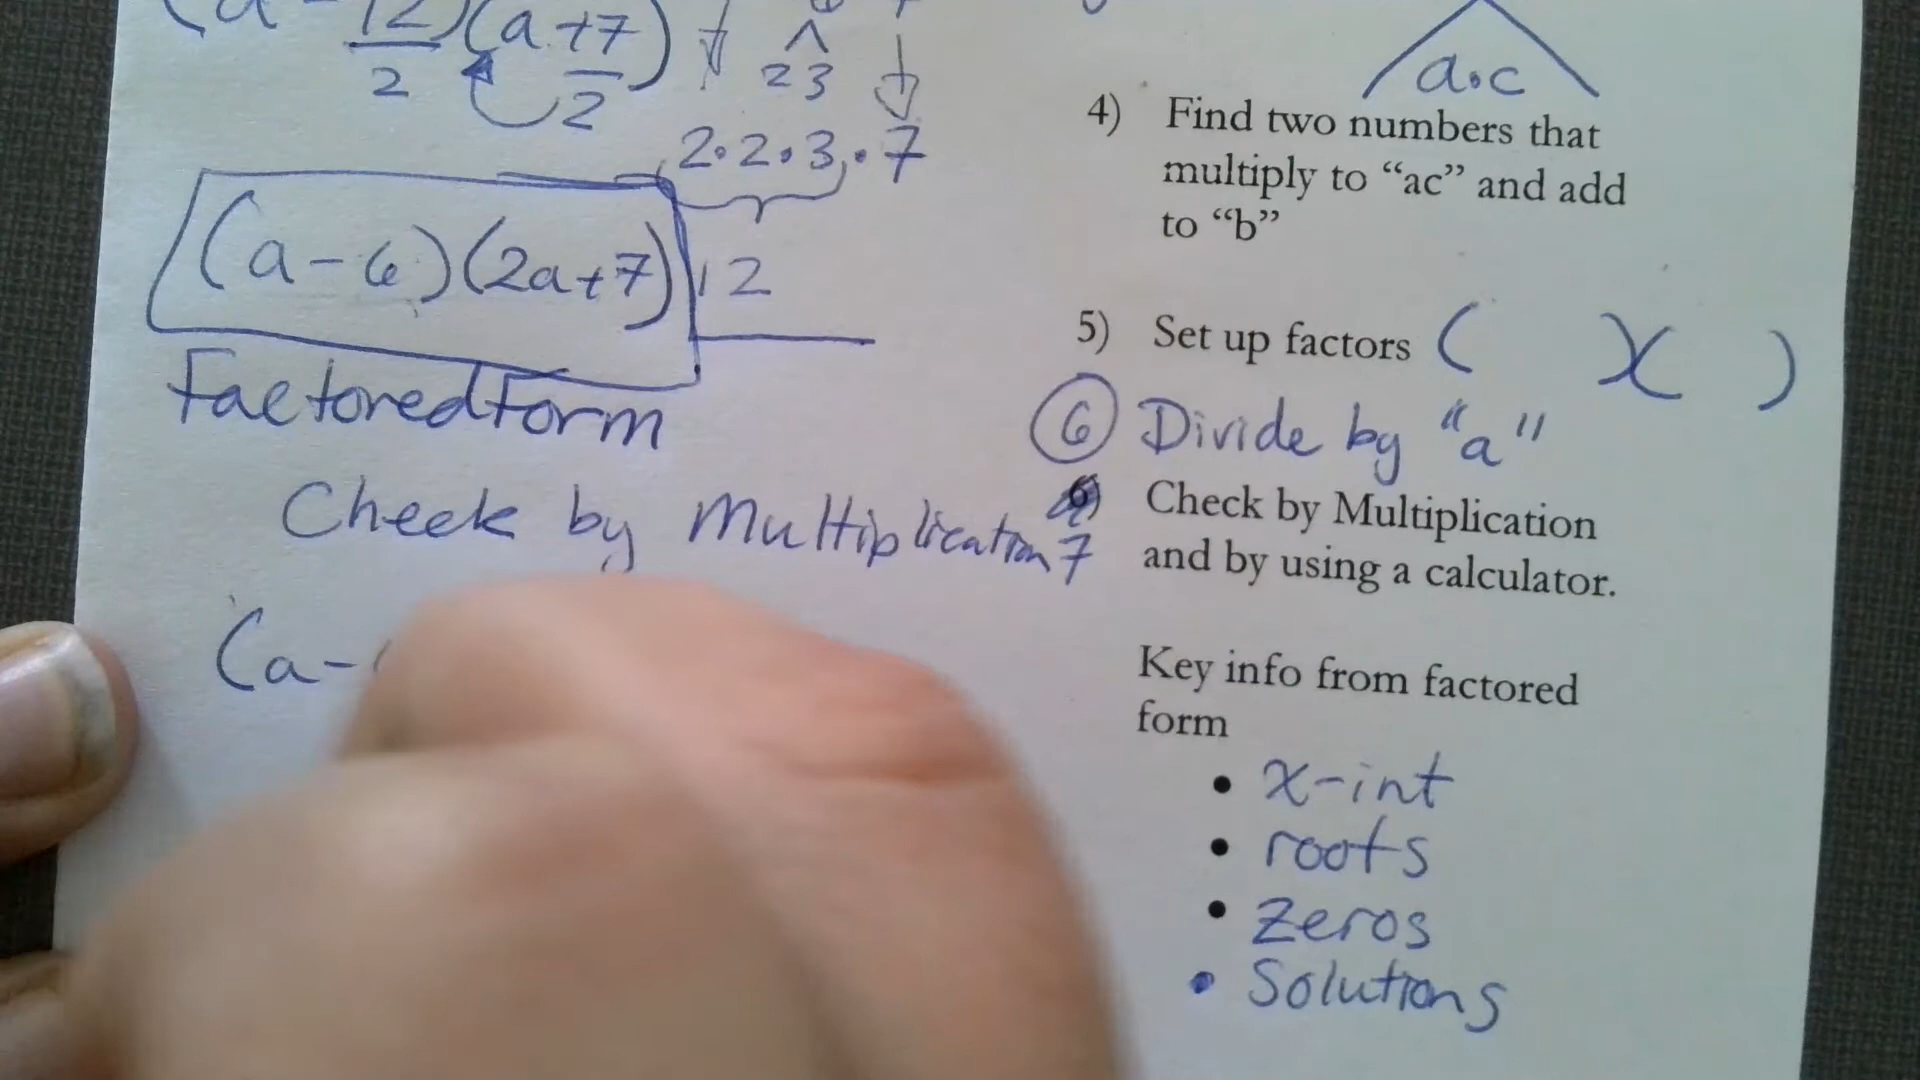 (a - 12)(a + 7)
2 2
2 3
2·2·3·7
(a-6)(2a+7)
12
Factored Form
Check by Multiplication
(a-
a·c
4) Find two numbers that
multiply to “ac” and add
to “b”
5) Set up factors ( )( )
6 Divide by "a"
7 Check by Multiplication
and by using a calculator.
Key info from factored
form
• x-int
• roots
• zeros
• Solutions